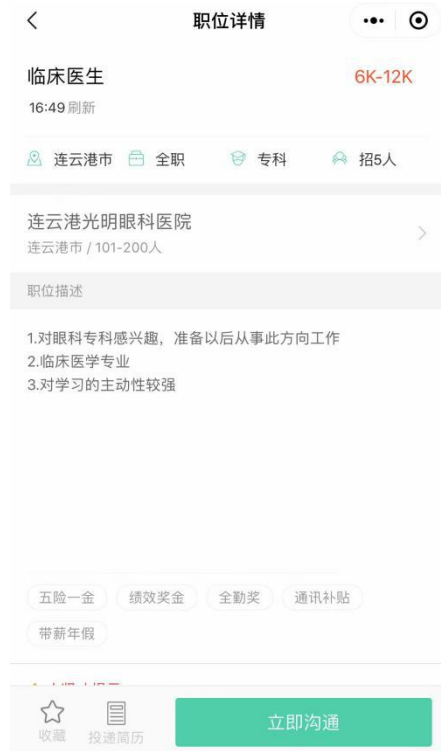 职位详情
临床医生
6K-12K
16:49刷新
连云港市 全职 专科 招5人
连云港光明眼科医院
连云港市 / 101-200人
职位描述
1.对眼科专科感兴趣，准备以后从事此方向工作
2.临床医学专业
3.对学习的主动性较强
五险一金 绩效奖金 全勤奖 通讯补贴
带薪年假
收藏 投递简历 立即沟通